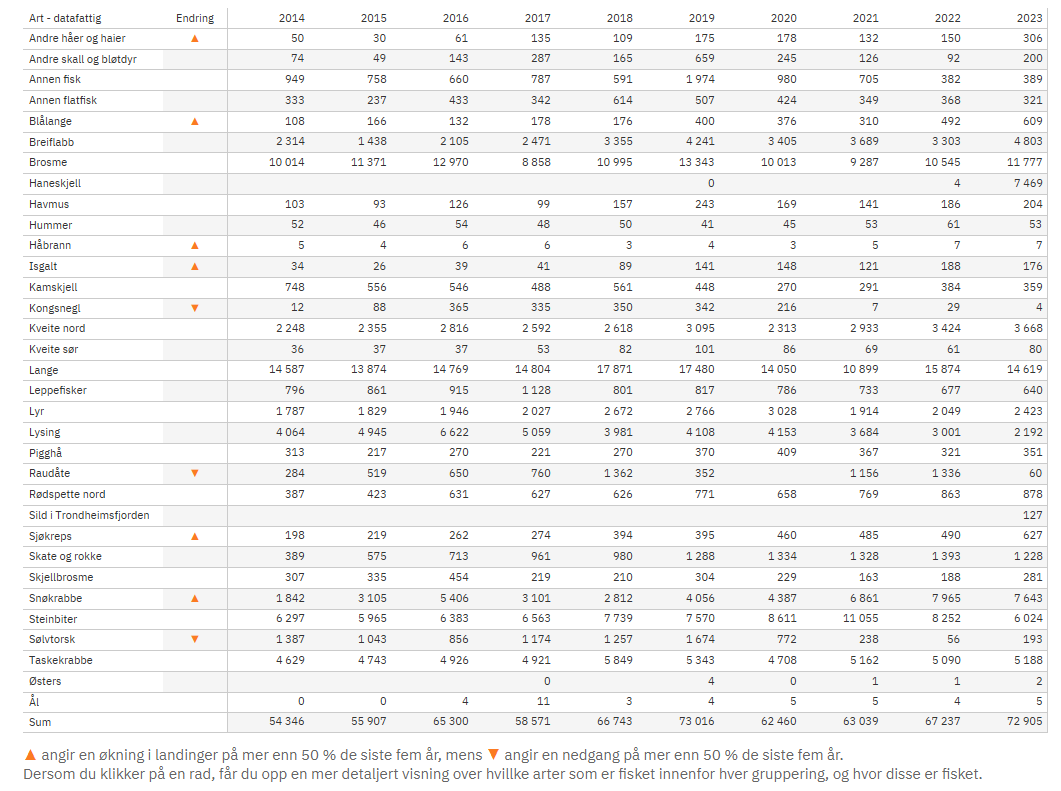 Art - datafattig Endring 2014 2015 2016 2017 2018 2019 2020 2021 2022 2023
Andre håer og haier ▲ 50 30 61 135 109 175 178 132 150 306
Andre skall og bløtdyr 74 49 143 287 165 659 245 126 92 200
Annen fisk 949 758 660 787 591 1 974 980 705 382 389
Annen flatfisk 333 237 433 342 614 507 424 349 368 321
Blålange ▲ 108 166 132 178 176 400 376 310 492 609
Breiflabb 2 314 1 438 2 105 2 471 3 355 4 241 3 405 3 689 3 303 4 803
Brosme 10 014 11 371 12 970 8 858 10 995 13 343 10 013 9 287 10 545 11 777
Haneskjell 0 4 7 469
Havmus 103 93 126 99 157 243 169 141 186 204
Hummer 52 46 54 48 50 41 45 53 61 53
Håbrann ▲ 5 4 6 6 3 4 3 5 7 7
Isgalt ▲ 34 26 39 41 89 141 148 121 188 176
Kamskjell 748 556 546 488 561 448 270 291 384 359
Kongsnegl ▼ 12 88 365 335 350 342 216 7 29 4
Kveite nord 2 248 2 355 2 816 2 592 2 618 3 095 2 313 2 933 3 424 3 668
Kveite sør 36 37 37 53 82 101 86 69 61 80
Lange 14 587 13 874 14 769 14 804 17 871 17 480 14 050 10 899 15 874 14 619
Leppefisker 796 861 915 1 128 801 817 786 733 677 640
Lyr 1 787 1 829 1 946 2 027 2 672 2 766 3 028 1 914 2 049 2 423
Lysing 4 064 4 945 6 622 5 059 3 981 4 108 4 153 3 684 3 001 2 192
Pigghå 313 217 270 221 270 370 409 367 321 351
Raudåte ▼ 284 519 650 760 1 362 352 1 156 1 336 60
Rødspette nord 387 423 631 627 626 771 658 769 863 878
Sild i Trondheimsfjorden 127
Sjøkreps ▲ 198 219 262 274 394 395 460 485 490 627
Skate og rokke 389 575 713 961 980 1 288 1 334 1 328 1 393 1 228
Skjellbrosme 307 335 454 219 210 304 229 163 188 281
Snøkrabbe ▲ 1 842 3 105 5 406 3 101 2 812 4 056 4 387 6 861 7 965 7 643
Steinbiter 6 297 5 965 6 383 6 563 7 739 7 570 8 611 11 055 8 252 6 024
Sølvtorsk ▼ 1 387 1 043 856 1 174 1 257 1 674 772 238 56 193
Taskekrabbe 4 629 4 743 4 926 4 921 5 849 5 343 4 708 5 162 5 090 5 188
Østers 0 4 0 1 1 2
Ål 0 0 4 11 3 4 5 5 4 5
Sum 54 346 55 907 65 300 58 571 66 743 73 016 62 460 63 039 67 237 72 905
▲ angir en økning i landinger på mer enn 50 % de siste fem år, mens ▼ angir en nedgang på mer enn 50 % de siste fem år.
Dersom du klikker på en rad, får du opp en mer detaljert visning over hvillke arter som er fisket innenfor hver gruppering, og hvor disse er fisket.